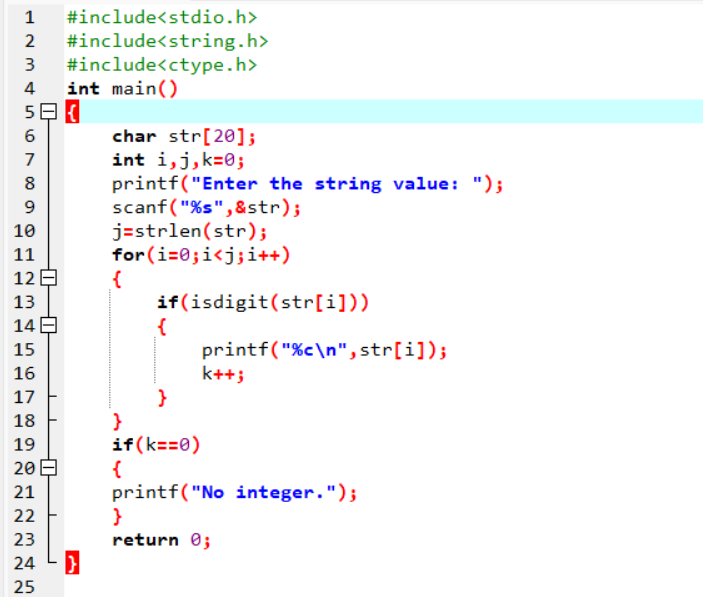 1 #include<stdio.h>
2 #include<string.h>
3 #include<ctype.h>
4 int main()
5 {
6     char str[20];
7     int i,j,k=0;
8     printf("Enter the string value: ");
9     scanf("%s",&str);
10     j=strlen(str);
11     for(i=0;i<j;i++)
12     {
13         if(isdigit(str[i]))
14         {
15             printf("%c\n",str[i]);
16             k++;
17         }
18     }
19     if(k==0)
20     {
21     printf("No integer.");
22     }
23     return 0;
24 }
25